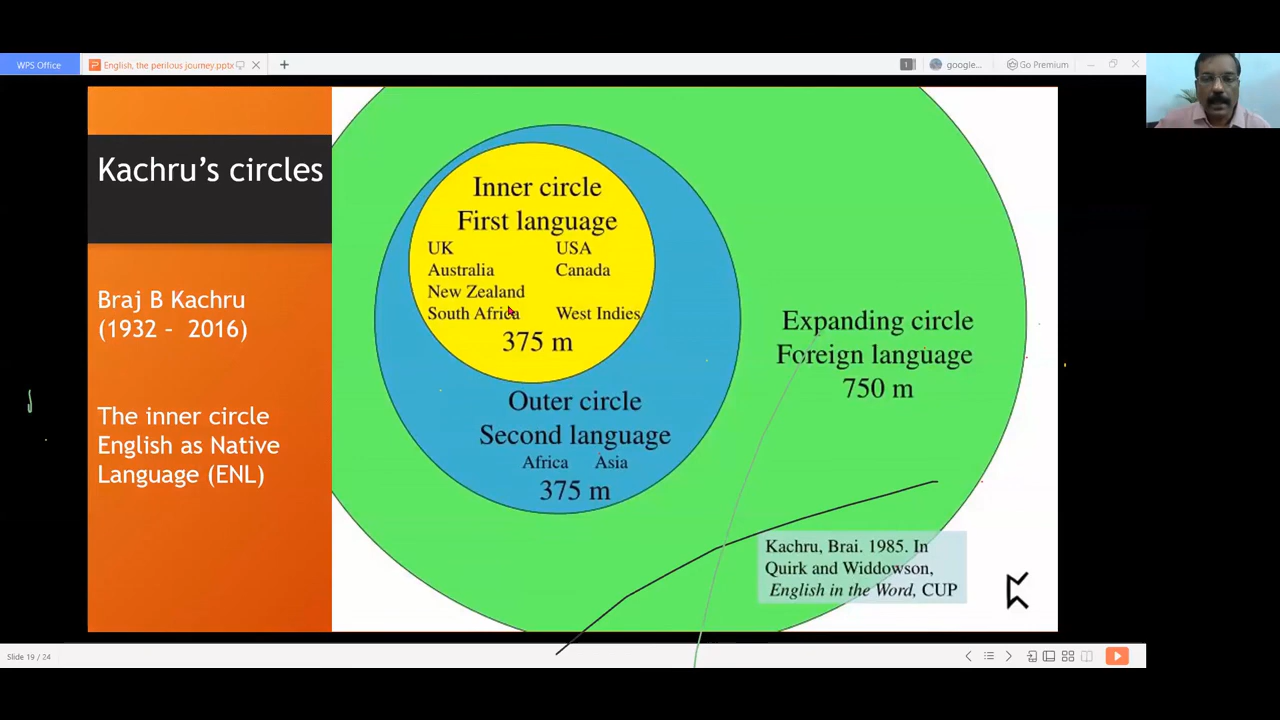 WPS Office
English, the perilous journey.pptx
1
google...
Go Premium
Kachru's circles
Braj B Kachru
(1932 - 2016)
The inner circle
English as Native
Language (ENL)
Inner circle
First language
UK USA
Australia Canada
New Zealand
South Africa West Indies
375 m
Outer circle
Second language
Africa Asia
375 m
Expanding circle
Foreign language
750 m
Kachru, Brai. 1985. In
Quirk and Widdowson,
English in the Word, CUP
Slide 19 / 24